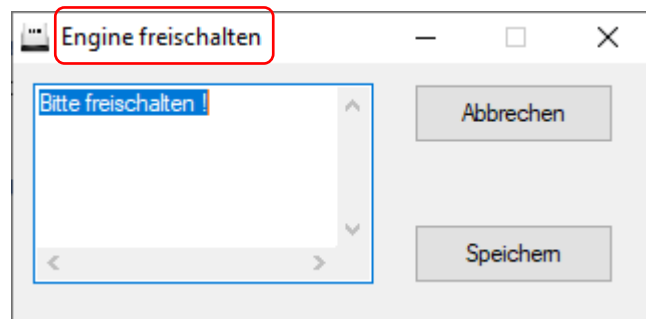 Engine freischalten
Bitte freischalten !
Abbrechen
Speichern